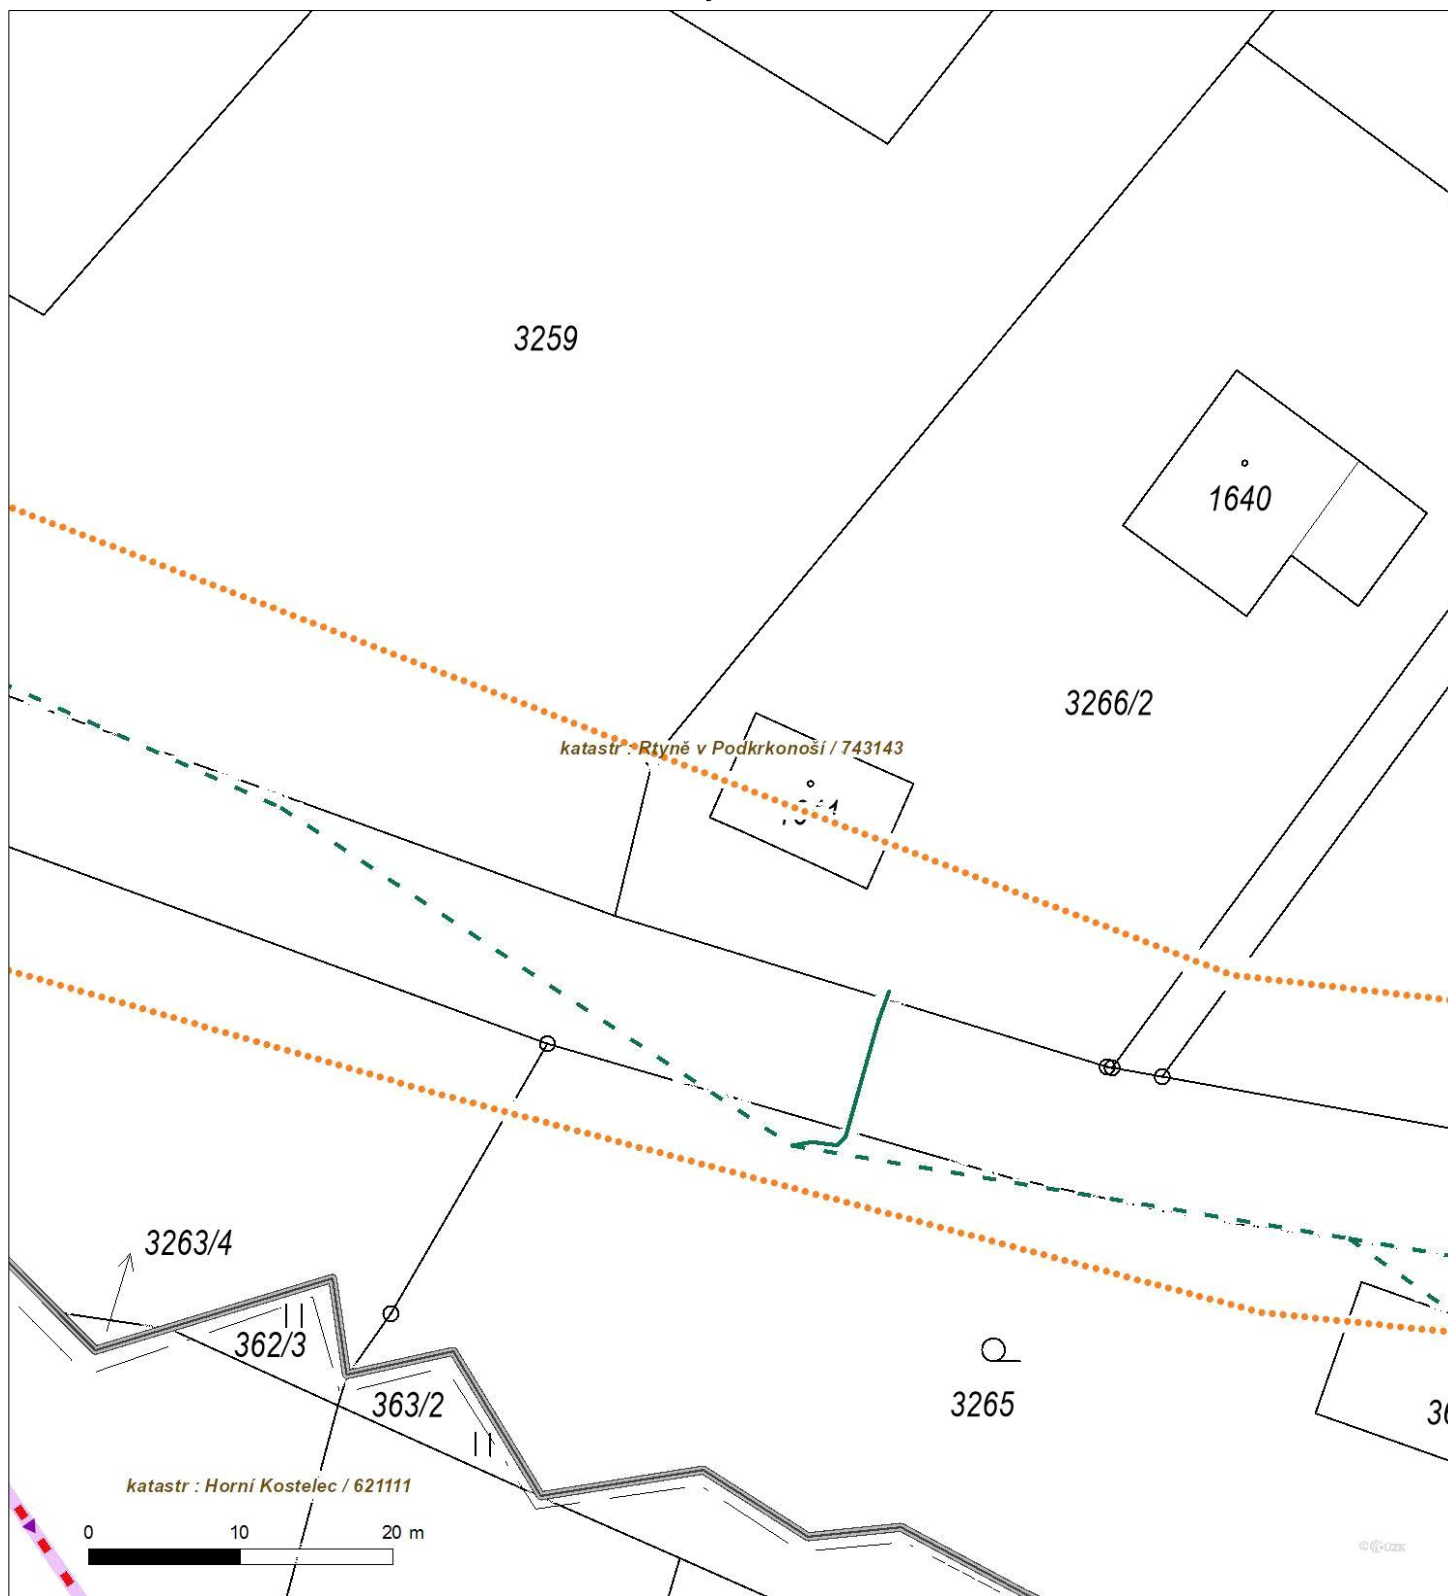 3259
1640
3266/2
katastr : Rtyně v Podkrkonoší / 743143
3263/4
362/3
363/2
3265
katastr : Horní Kostelec / 621111
0 10 20 m